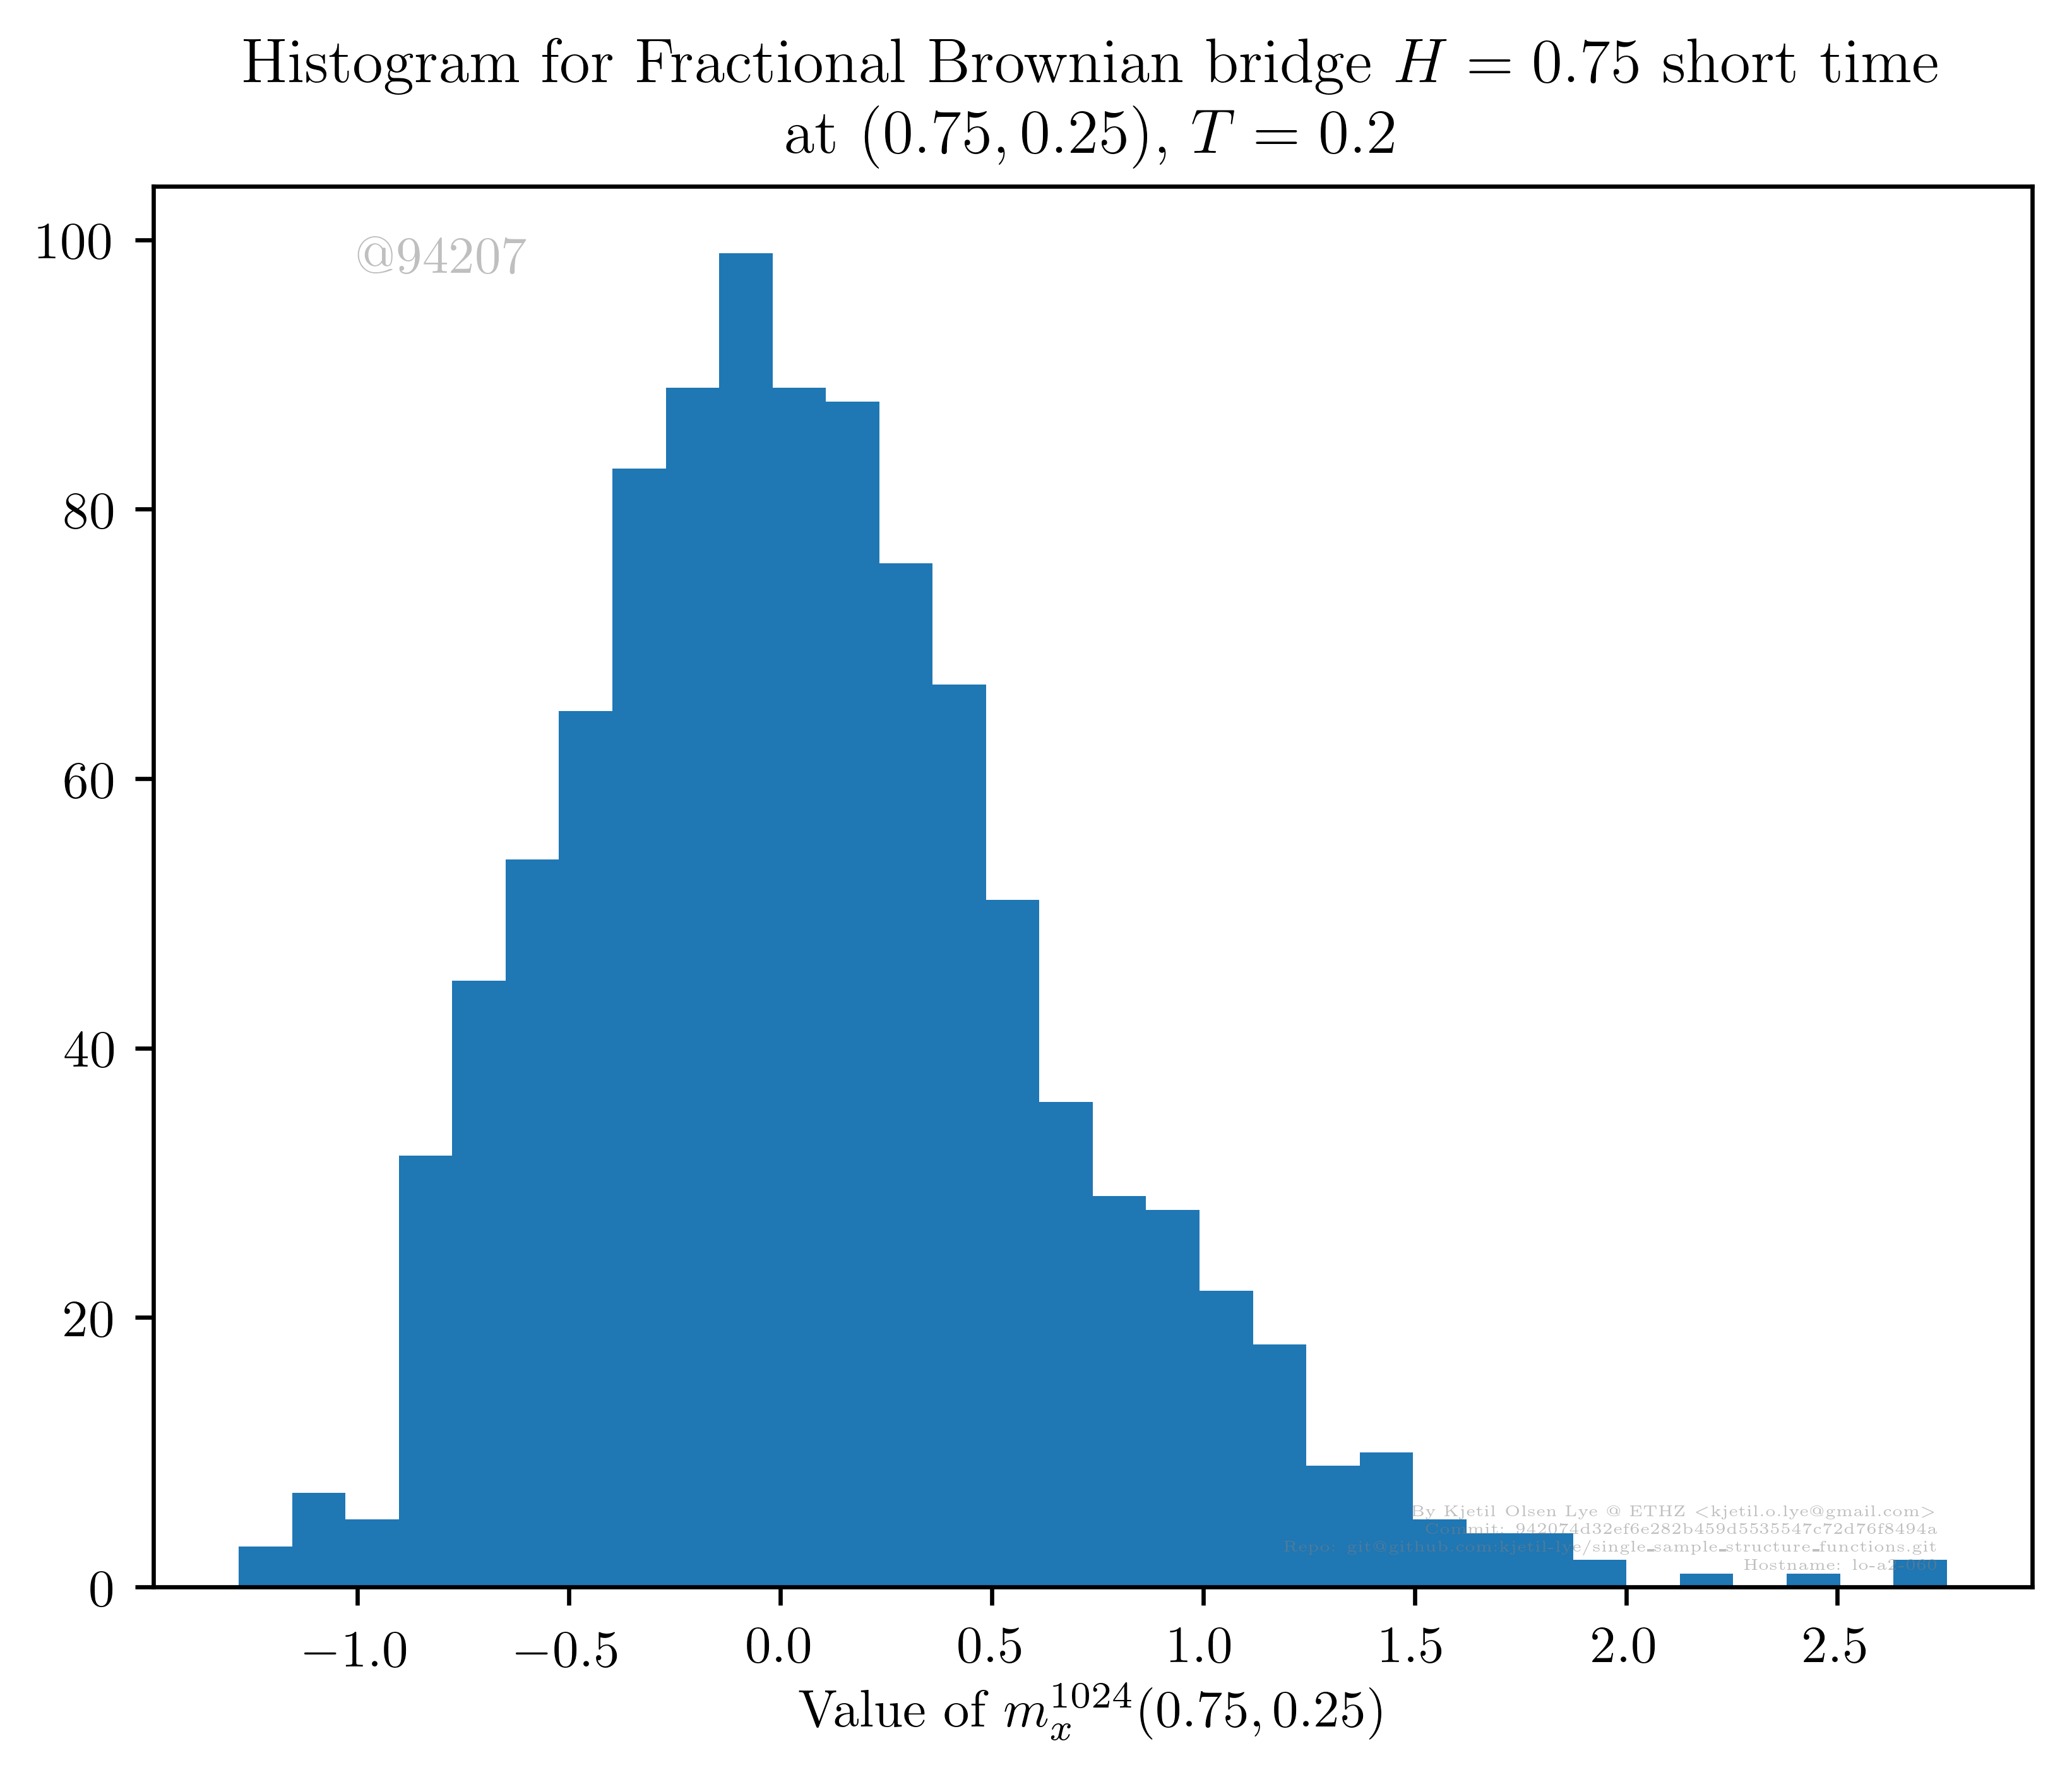 Histogram for Fractional Brownian bridge H = 0.75 short time
at (0.75, 0.25), T = 0.2
@94207
100
80
60
40
20
0
−1.0 −0.5 0.0 0.5 1.0 1.5 2.0 2.5
Value of m_x^{1024}(0.75, 0.25)
By Kjetil Olsen Lye @ ETHZ <kjetil.o.lye@gmail.com>
Commit: 942074d32ef6e282b459d5535547c72d76f8494a
Repo: git@github.com:kjetil-lye/single_sample_structure_functions.git
Hostname: